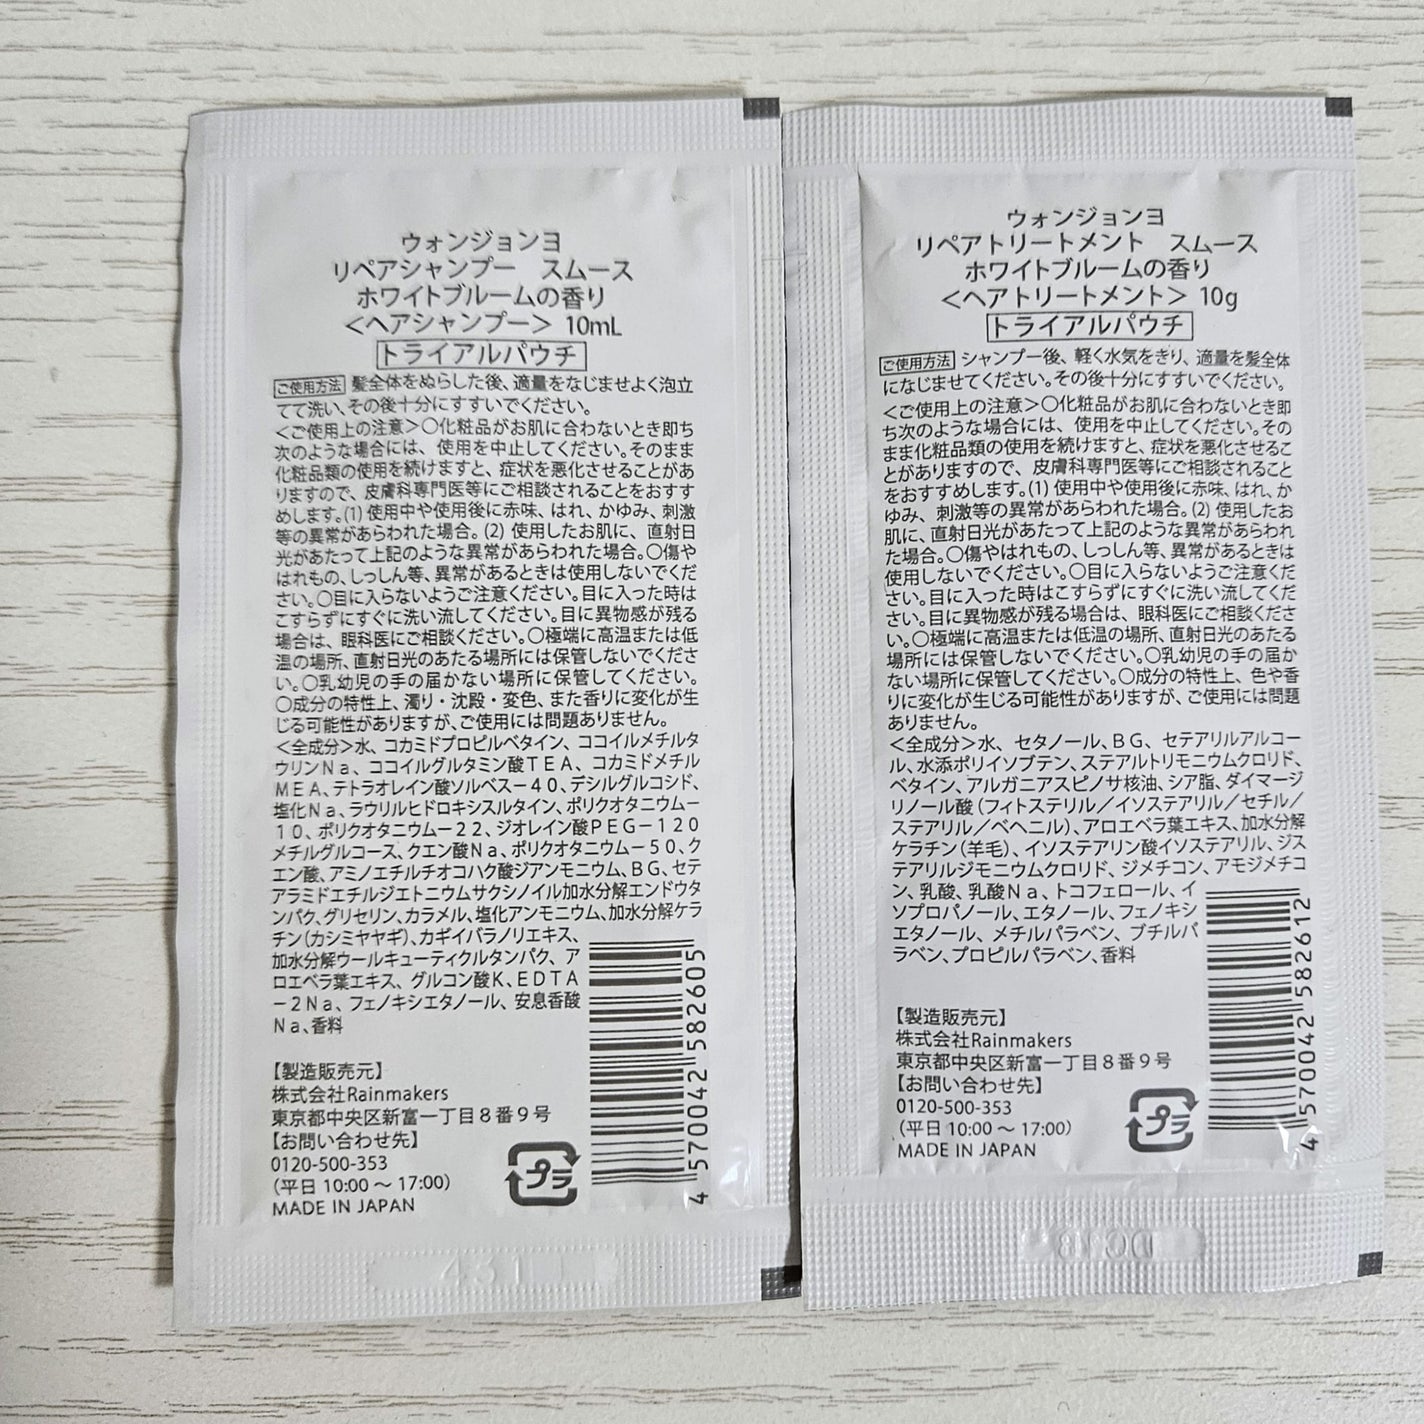 ウォンジョンヨ
リペアシャンプー　スムース
ホワイトブルームの香り
＜ヘアシャンプー＞ 10mL
トライアルパウチ
ご使用方法 髪全体をぬらした後、適量をなじませよく泡立
てて洗い、その後十分にすすいでください。
＜ご使用上の注意＞○化粧品がお肌に合わないとき即ち
次のような場合には、使用を中止してください。そのまま
化粧品類の使用を続けますと、症状を悪化させることがあ
りますので、皮膚科専門医等にご相談されることをおすす
めします。(1) 使用中や使用後に赤味、はれ、かゆみ、刺激
等の異常があらわれた場合。(2) 使用したお肌に、直射日
光があたって上記のような異常があらわれた場合。○傷や
はれもの、しっしん等、異常があるときは使用しないでくだ
さい。○目に入らないようご注意ください。目に入った時は
こすらずにすぐに洗い流してください。目に異物感が残る
場合は、眼科医にご相談ください。○極端に高温または低
温の場所、直射日光のあたる場所には保管しないでくださ
い。○乳幼児の手の届かない場所に保管してください。
○成分の特性上、濁り・沈殿・変色、また香りに変化が生
じる可能性がありますが、ご使用には問題ありません。
＜全成分＞水、コカミドプロピルベタイン、ココイルメチルタ
ウリンＮａ、ココイルグルタミン酸ＴＥＡ、コカミドメチル
ＭＥＡ、テトラオレイン酸ソルベス－４０、デシルグルコシド、
塩化Ｎａ、ラウリルヒドロキシスルタイン、ポリクオタニウム－
１０、ポリクオタニウム－２２、ジオレイン酸ＰＥＧ－１２０
メチルグルコース、クエン酸Ｎａ、ポリクオタニウム－５０、ク
エン酸、アミノエチルチオコハク酸ジアンモニウム、ＢＧ、セテ
アラミドエチルジエトニウムサクシノイル加水分解エンドウタ
ンパク、グリセリン、カラメル、塩化アンモニウム、加水分解ケラ
チン（カシミヤヤギ）、カギイバラノリエキス、
加水分解ウールキューティクルタンパク、ア
ロエベラ葉エキス、グルコン酸Ｋ、ＥＤＴＡ
－２Ｎａ、フェノキシエタノール、安息香酸
Ｎａ、香料
【製造販売元】
株式会社Rainmakers
東京都中央区新富一丁目８番９号
【お問い合わせ先】
0120-500-353
（平日 10:00 ～ 17:00）
MADE IN JAPAN
プラ
4 570042 582605
431
ウォンジョンヨ
リペアトリートメント　スムース
ホワイトブルームの香り
＜ヘアトリートメント＞ 10g
トライアルパウチ
ご使用方法 シャンプー後、軽く水気をきり、適量を髪全体
になじませてください。その後十分にすすいでください。
＜ご使用上の注意＞○化粧品がお肌に合わないとき即
ち次のような場合には、使用を中止してください。その
まま化粧品類の使用を続けますと、症状を悪化させるこ
とがありますので、皮膚科専門医等にご相談されること
をおすすめします。(1) 使用中や使用後に赤味、はれ、か
ゆみ、刺激等の異常があらわれた場合。(2) 使用したお
肌に、直射日光があたって上記のような異常があらわれ
た場合。○傷やはれもの、しっしん等、異常があるときは
使用しないでください。○目に入らないようご注意くだ
さい。目に入った時はこすらずにすぐに洗い流してくだ
さい。目に異物感が残る場合は、眼科医にご相談くださ
い。○極端に高温または低温の場所、直射日光のあたる
場所には保管しないでください。○乳幼児の手の届か
ない場所に保管してください。○成分の特性上、色や香
りに変化が生じる可能性がありますが、ご使用には問題
ありません。
＜全成分＞水、セタノール、ＢＧ、セテアリルアルコー
ル、水添ポリイソブテン、ステアルトリモニウムクロリド、
ベタイン、アルガニアスピノサ核油、シア脂、ダイマージ
リノール酸（フィトステリル／イソステアリル／セチル／
ステアリル／ベヘニル）、アロエベラ葉エキス、加水分解
ケラチン（羊毛）、イソステアリン酸イソステアリル、ジス
テアリルジモニウムクロリド、ジメチコン、アモジメチコ
ン、乳酸、乳酸Ｎａ、トコフェロール、イ
ソプロパノール、エタノール、フェノキシ
エタノール、メチルパラベン、ブチルパ
ラベン、プロピルパラベン、香料
【製造販売元】
株式会社Rainmakers
東京都中央区新富一丁目８番９号
【お問い合わせ先】
0120-500-353
（平日 10:00 ～ 17:00）
MADE IN JAPAN
プラ
4 570042 582612